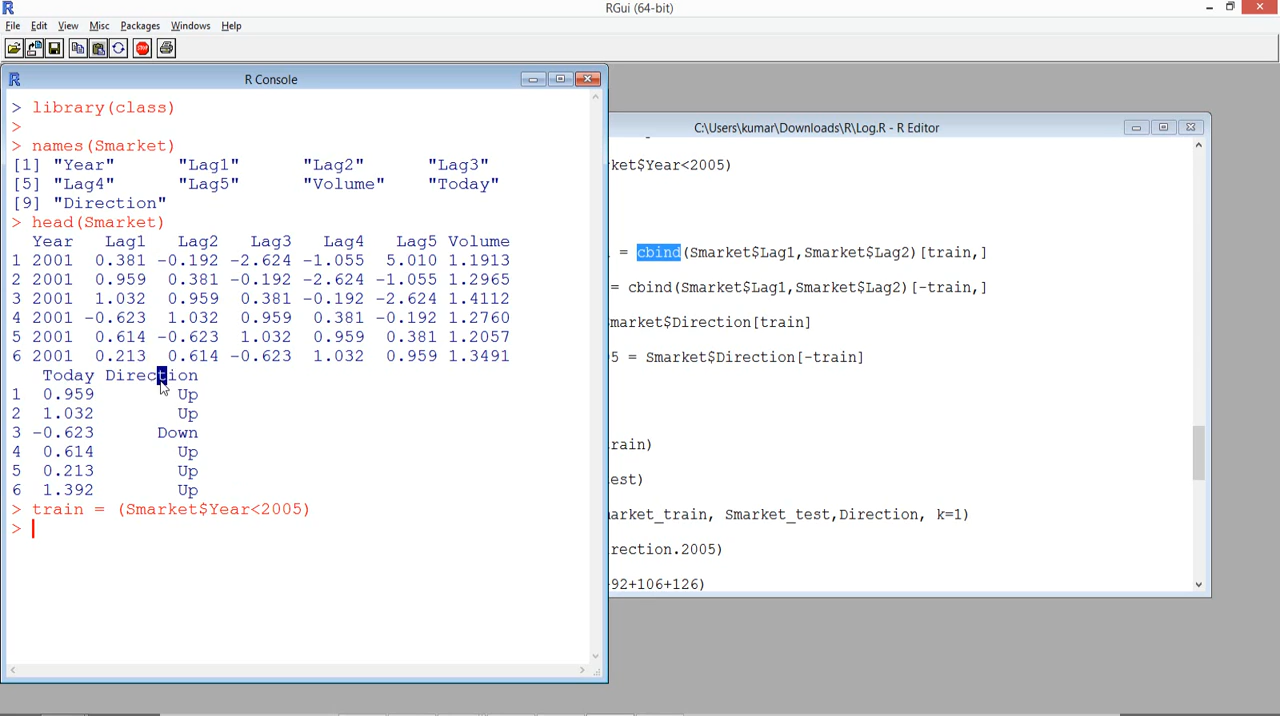 RGui (64-bit)
File Edit View Misc Packages Windows Help
STOP
R Console
> library(class)
>
> names(Smarket)
[1] "Year" "Lag1" "Lag2" "Lag3"
[5] "Lag4" "Lag5" "Volume" "Today"
[9] "Direction"
> head(Smarket)
Year Lag1 Lag2 Lag3 Lag4 Lag5 Volume
1 2001 0.381 -0.192 -2.624 -1.055 5.010 1.1913
2 2001 0.959 0.381 -0.192 -2.624 -1.055 1.2965
3 2001 1.032 0.959 0.381 -0.192 -2.624 1.4112
4 2001 -0.623 1.032 0.959 0.381 -0.192 1.2760
5 2001 0.614 -0.623 1.032 0.959 0.381 1.2057
6 2001 0.213 0.614 -0.623 1.032 0.959 1.3491
Today Direction
1 0.959 Up
2 1.032 Up
3 -0.623 Down
4 0.614 Up
5 0.213 Up
6 1.392 Up
> train = (Smarket$Year<2005)
>
C:\Users\kumar\Downloads\R\Log.R - R Editor
ket$Year<2005)
= cbind(Smarket$Lag1,Smarket$Lag2)[train,]
= cbind(Smarket$Lag1,Smarket$Lag2)[-train,]
market$Direction[train]
5 = Smarket$Direction[-train]
rain)
est)
arket_train, Smarket_test,Direction, k=1)
rection.2005)
+92+106+126)